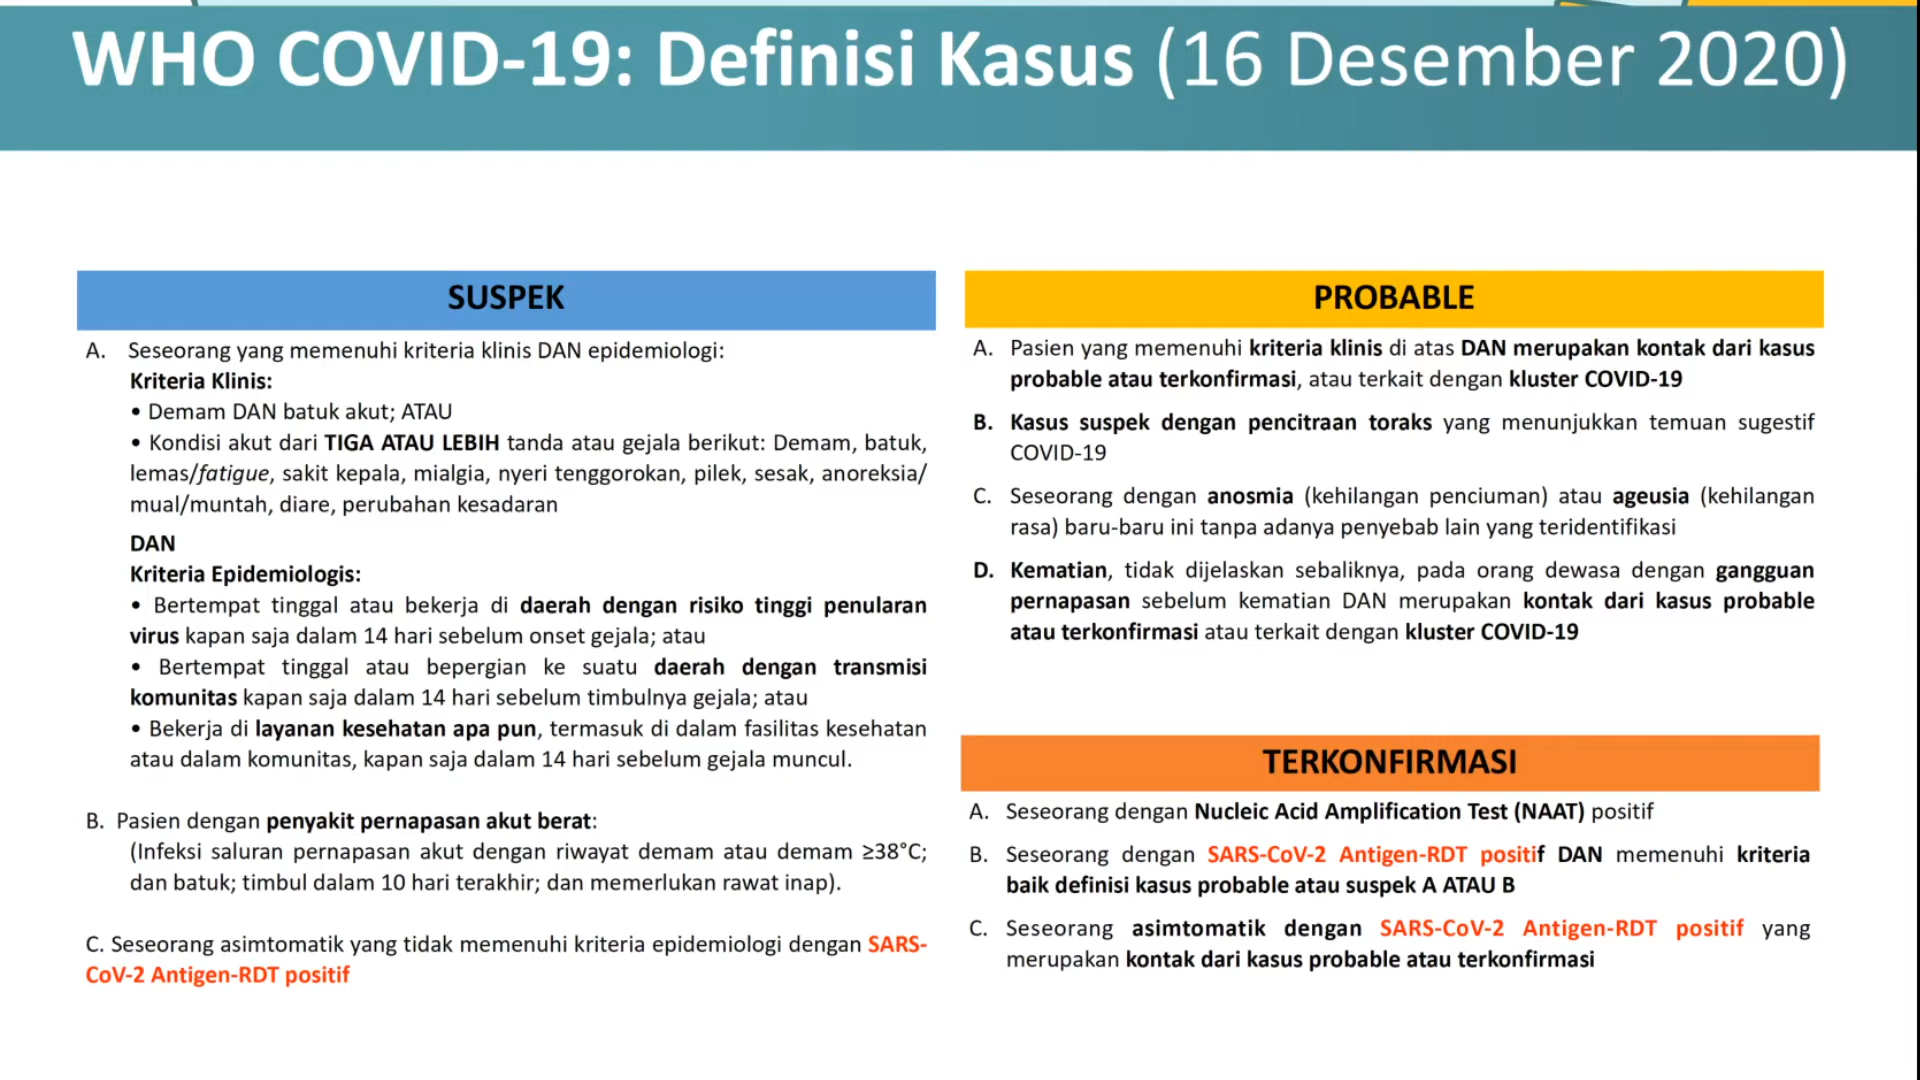 WHO COVID-19: Definisi Kasus (16 Desember 2020)
SUSPEK
A. Seseorang yang memenuhi kriteria klinis DAN epidemiologi:
Kriteria Klinis:
• Demam DAN batuk akut; ATAU
• Kondisi akut dari TIGA ATAU LEBIH tanda atau gejala berikut: Demam, batuk,
lemas/fatigue, sakit kepala, mialgia, nyeri tenggorokan, pilek, sesak, anoreksia/
mual/muntah, diare, perubahan kesadaran
DAN
Kriteria Epidemiologis:
• Bertempat tinggal atau bekerja di daerah dengan risiko tinggi penularan
virus kapan saja dalam 14 hari sebelum onset gejala; atau
• Bertempat tinggal atau bepergian ke suatu daerah dengan transmisi
komunitas kapan saja dalam 14 hari sebelum timbulnya gejala; atau
• Bekerja di layanan kesehatan apa pun, termasuk di dalam fasilitas kesehatan
atau dalam komunitas, kapan saja dalam 14 hari sebelum gejala muncul.
B. Pasien dengan penyakit pernapasan akut berat:
(Infeksi saluran pernapasan akut dengan riwayat demam atau demam ≥38°C;
dan batuk; timbul dalam 10 hari terakhir; dan memerlukan rawat inap).
C. Seseorang asimtomatik yang tidak memenuhi kriteria epidemiologi dengan SARS-
CoV-2 Antigen-RDT positif
PROBABLE
A. Pasien yang memenuhi kriteria klinis di atas DAN merupakan kontak dari kasus
probable atau terkonfirmasi, atau terkait dengan kluster COVID-19
B. Kasus suspek dengan pencitraan toraks yang menunjukkan temuan sugestif
COVID-19
C. Seseorang dengan anosmia (kehilangan penciuman) atau ageusia (kehilangan
rasa) baru-baru ini tanpa adanya penyebab lain yang teridentifikasi
D. Kematian, tidak dijelaskan sebaliknya, pada orang dewasa dengan gangguan
pernapasan sebelum kematian DAN merupakan kontak dari kasus probable
atau terkonfirmasi atau terkait dengan kluster COVID-19
TERKONFIRMASI
A. Seseorang dengan Nucleic Acid Amplification Test (NAAT) positif
B. Seseorang dengan SARS-CoV-2 Antigen-RDT positif DAN memenuhi kriteria
baik definisi kasus probable atau suspek A ATAU B
C. Seseorang asimtomatik dengan SARS-CoV-2 Antigen-RDT positif yang
merupakan kontak dari kasus probable atau terkonfirmasi